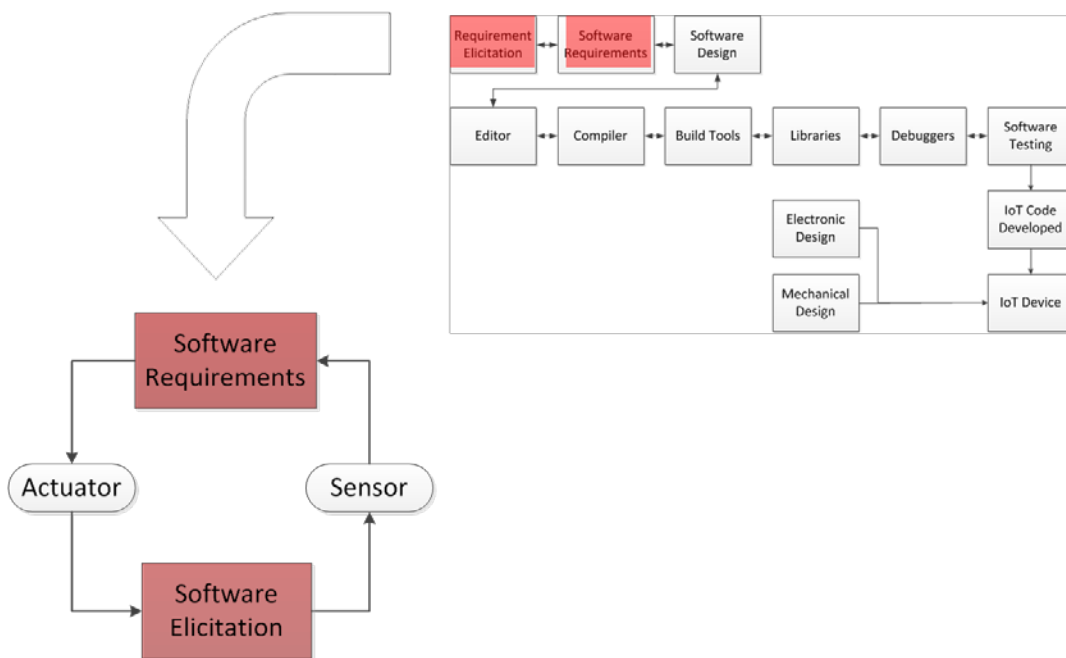 Requirement
Elicitation
Software
Requirements
Software
Design
Editor
Compiler
Build Tools
Libraries
Debuggers
Software
Testing
Electronic
Design
IoT Code
Developed
Mechanical
Design
IoT Device
Software
Requirements
Actuator
Sensor
Software
Elicitation